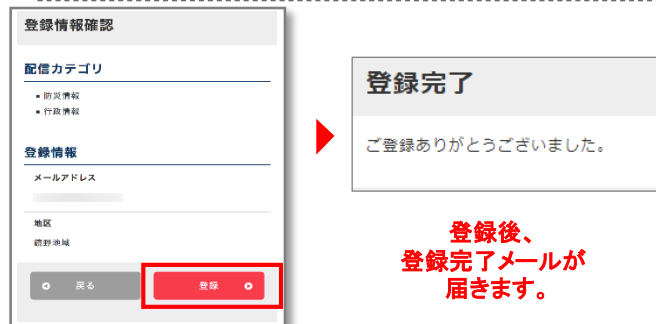 登録情報確認
配信カテゴリ
▪ 防災情報
▪ 行政情報
登録情報
メールアドレス
地区
戻る
登録
登録完了
ご登録ありがとうございました。
登録後、
登録完了メールが
届きます。